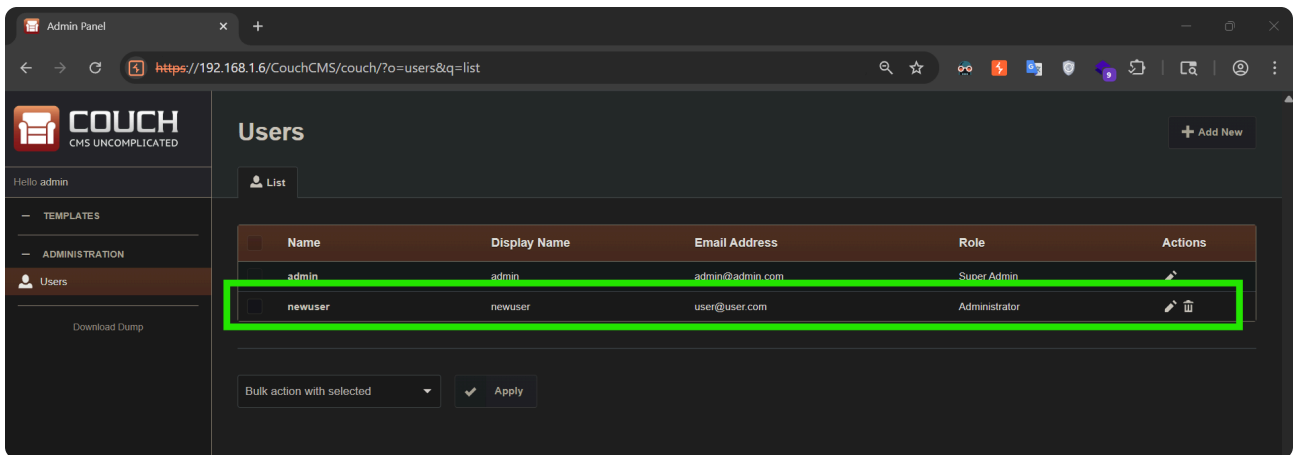 Admin Panel
https://192.168.1.6/CouchCMS/couch/?o=users&q=list
9
COUCH
CMS UNCOMPLICATED
Hello admin
TEMPLATES
ADMINISTRATION
Users
Download Dump
Users
Add New
List
Name Display Name Email Address Role Actions
admin admin admin@admin.com Super Admin
newuser newuser user@user.com Administrator
Bulk action with selected
Apply